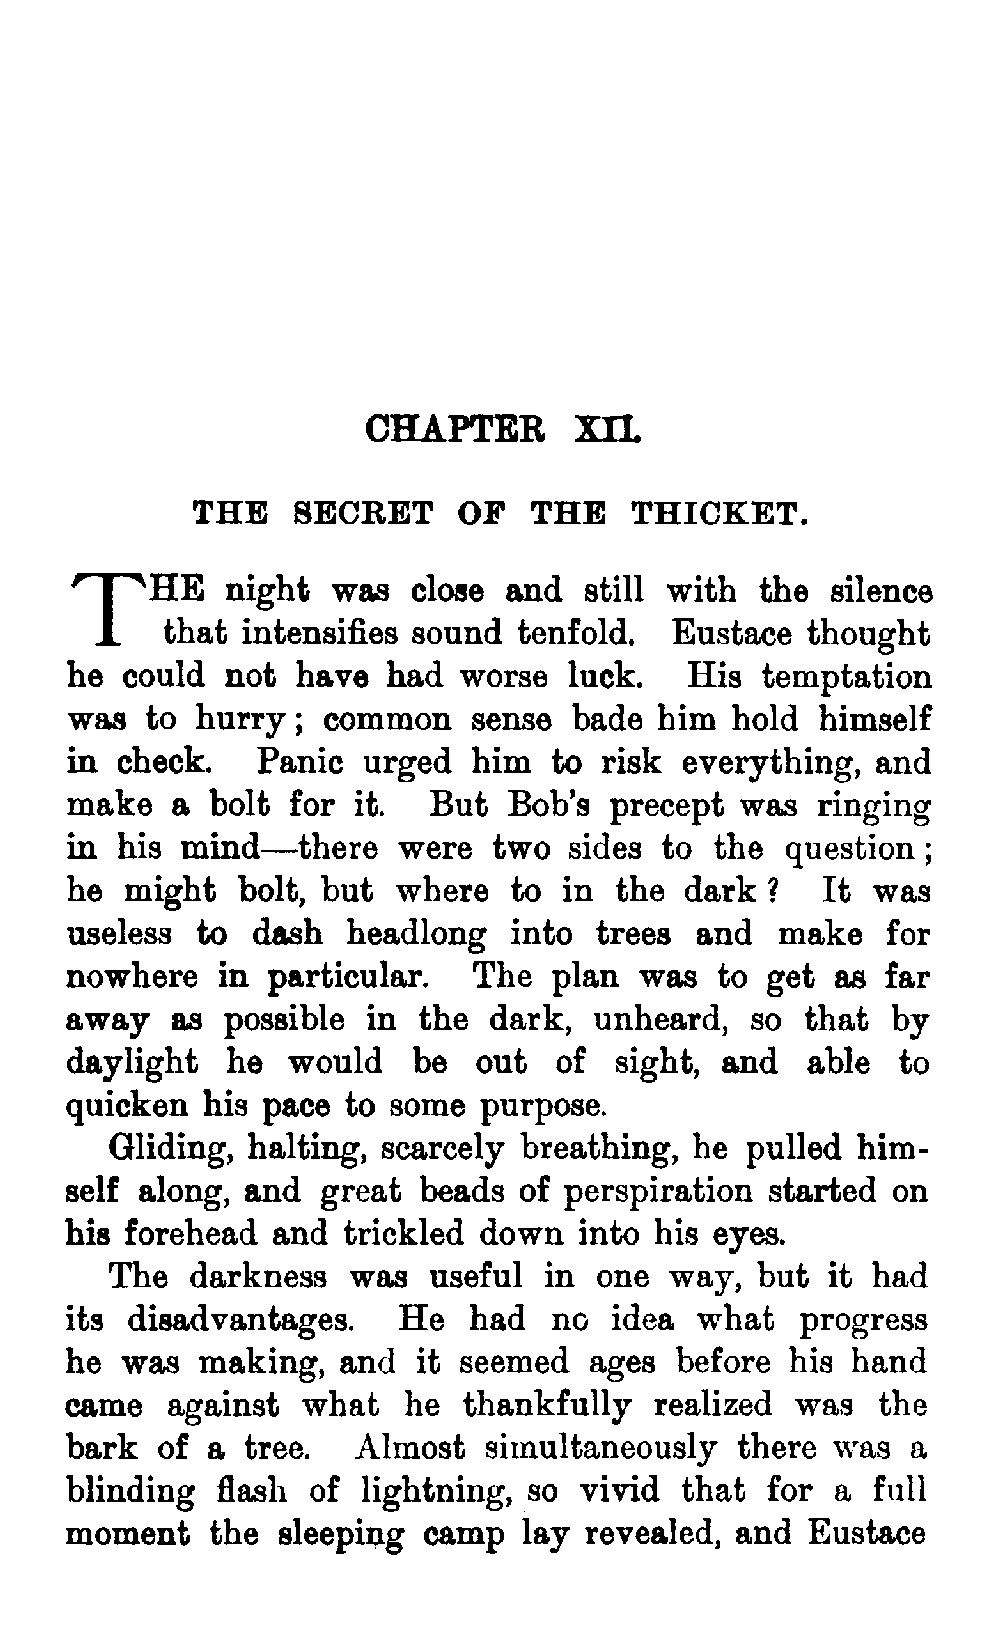 CHAPTER XII.
THE SECRET OF THE THICKET.
THE night was close and still with the silence
that intensifies sound tenfold. Eustace thought
he could not have had worse luck. His temptation
was to hurry; common sense bade him hold himself
in check. Panic urged him to risk everything, and
make a bolt for it. But Bob's precept was ringing
in his mind—there were two sides to the question;
he might bolt, but where to in the dark? It was
useless to dash headlong into trees and make for
nowhere in particular. The plan was to get as far
away as possible in the dark, unheard, so that by
daylight he would be out of sight, and able to
quicken his pace to some purpose.
Gliding, halting, scarcely breathing, he pulled him-
self along, and great beads of perspiration started on
his forehead and trickled down into his eyes.
The darkness was useful in one way, but it had
its disadvantages. He had no idea what progress
he was making, and it seemed ages before his hand
came against what he thankfully realized was the
bark of a tree. Almost simultaneously there was a
blinding flash of lightning, so vivid that for a full
moment the sleeping camp lay revealed, and Eustace